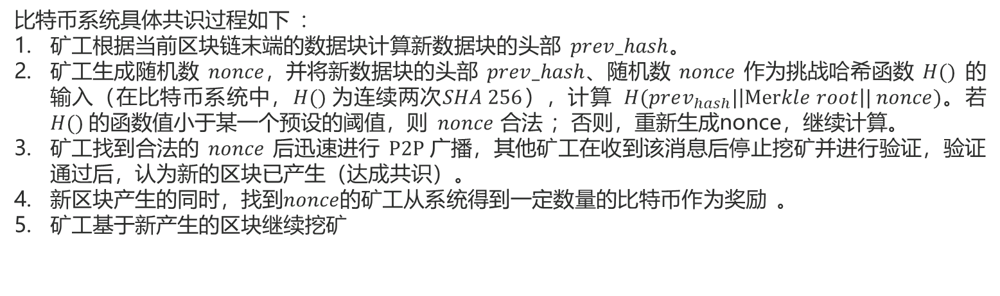 比特币系统具体共识过程如下 ：
1. 矿工根据当前区块链末端的数据块计算新数据块的头部 prev_hash。
2. 矿工生成随机数 nonce，并将新数据块的头部 prev_hash、随机数 nonce 作为挑战哈希函数 H() 的
输入（在比特币系统中，H() 为连续两次SHA 256），计算 H(prev_hash||Merkle root|| nonce)。若
H() 的函数值小于某一个预设的阈值，则 nonce 合法 ；否则，重新生成nonce，继续计算。
3. 矿工找到合法的 nonce 后迅速进行 P2P 广播，其他矿工在收到该消息后停止挖矿并进行验证，验证
通过后，认为新的区块已产生（达成共识）。
4. 新区块产生的同时，找到nonce的矿工从系统得到一定数量的比特币作为奖励 。
5. 矿工基于新产生的区块继续挖矿